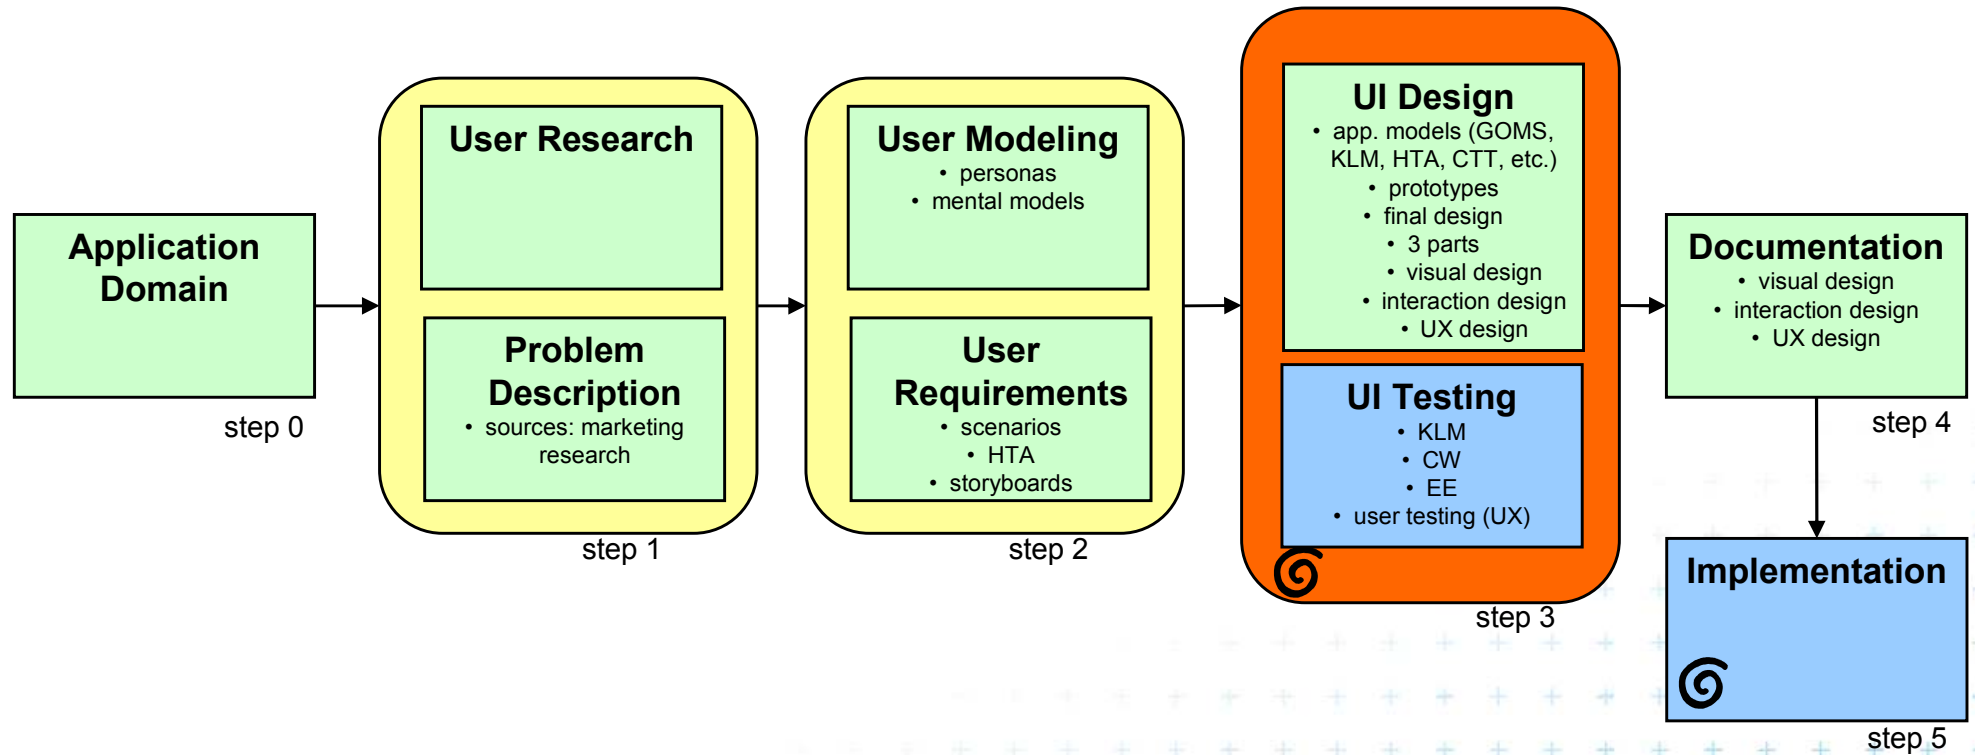 Application
Domain
step 0
User Research
Problem
Description
• sources: marketing
research
step 1
User Modeling
• personas
• mental models
User
Requirements
• scenarios
• HTA
• storyboards
step 2
UI Design
• app. models (GOMS,
KLM, HTA, CTT, etc.)
• prototypes
• final design
• 3 parts
• visual design
• interaction design
• UX design
UI Testing
• KLM
• CW
• EE
• user testing (UX)
step 3
Documentation
• visual design
• interaction design
• UX design
step 4
Implementation
step 5